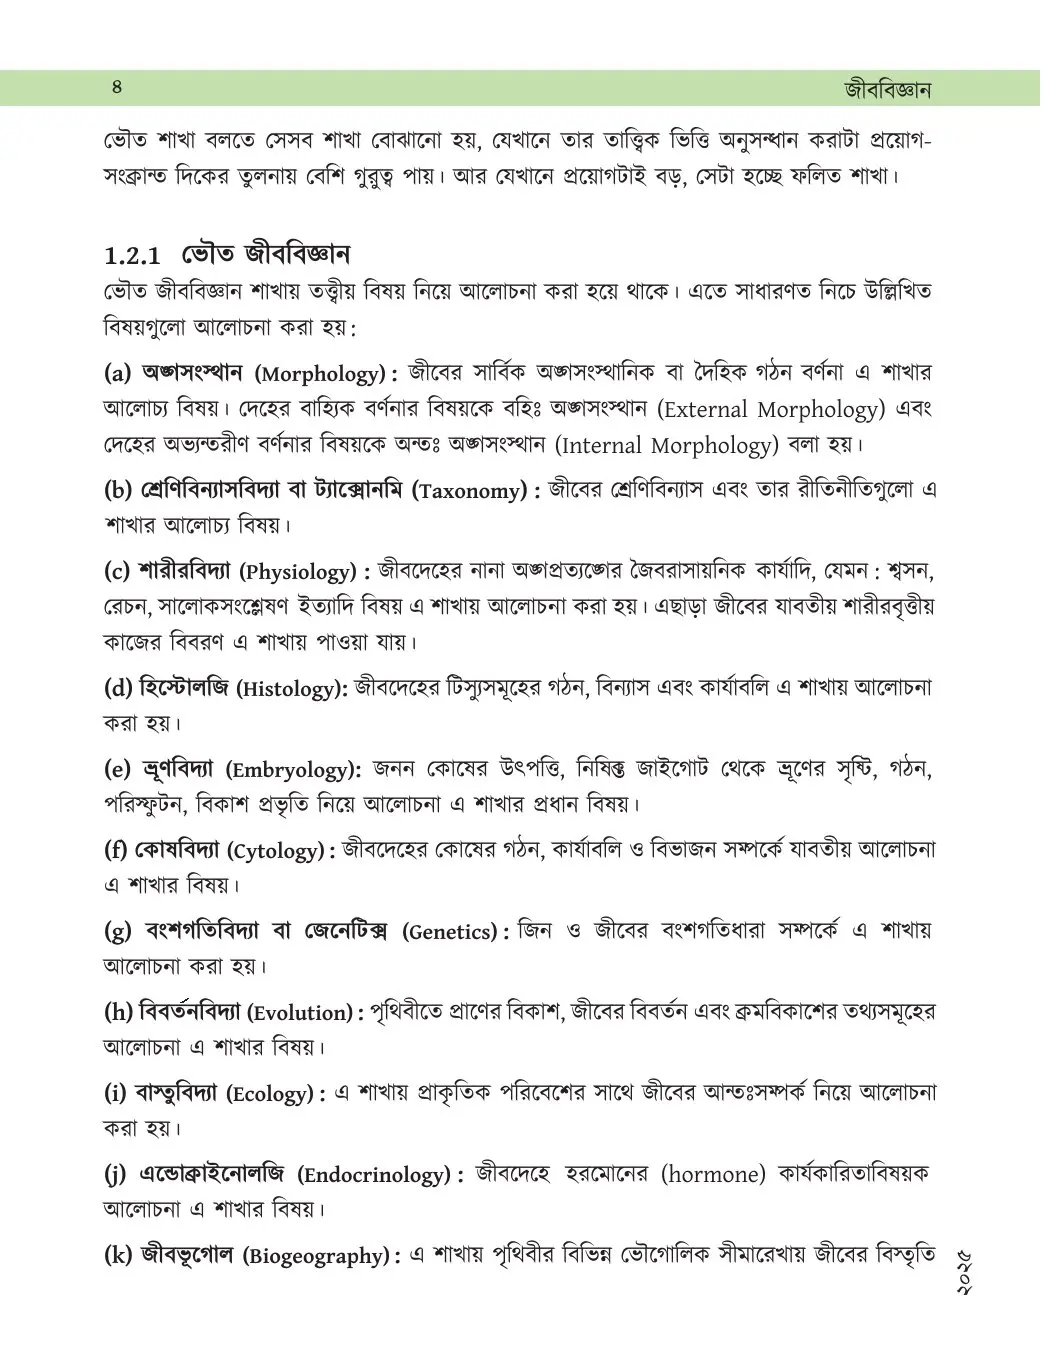 ৪
জীববিজ্ঞান
ভৌত শাখা বলতে সেসব শাখা বোঝানো হয়, যেখানে তার তাত্ত্বিক ভিত্তি অনুসন্ধান করাটা প্রয়োগ-
সংক্রান্ত দিকের তুলনায় বেশি গুরুত্ব পায়। আর যেখানে প্রয়োগটাই বড়, সেটা হচ্ছে ফলিত শাখা।
1.2.1 ভৌত জীববিজ্ঞান
ভৌত জীববিজ্ঞান শাখায় তত্ত্বীয় বিষয় নিয়ে আলোচনা করা হয়ে থাকে। এতে সাধারণত নিচে উল্লিখিত
বিষয়গুলো আলোচনা করা হয়:
(a) অঙ্গসংস্থান (Morphology) : জীবের সার্বিক অঙ্গসংস্থানিক বা দৈহিক গঠন বর্ণনা এ শাখার
আলোচ্য বিষয়। দেহের বাহ্যিক বর্ণনার বিষয়কে বহিঃ অঙ্গসংস্থান (External Morphology) এবং
দেহের অভ্যন্তরীণ বর্ণনার বিষয়কে অন্তঃ অঙ্গসংস্থান (Internal Morphology) বলা হয়।
(b) শ্রেণিবিন্যাসবিদ্যা বা ট্যাক্সোনমি (Taxonomy) : জীবের শ্রেণিবিন্যাস এবং তার রীতিনীতিগুলো এ
শাখার আলোচ্য বিষয়।
(c) শারীরবিদ্যা (Physiology) : জীবদেহের নানা অঙ্গপ্রত্যঙ্গের জৈবরাসায়নিক কার্যাদি, যেমন : শ্বসন,
রেচন, সালোকসংশ্লেষণ ইত্যাদি বিষয় এ শাখায় আলোচনা করা হয়। এছাড়া জীবের যাবতীয় শারীরবৃত্তীয়
কাজের বিবরণ এ শাখায় পাওয়া যায়।
(d) হিস্টোলজি (Histology): জীবদেহের টিস্যুসমূহের গঠন, বিন্যাস এবং কার্যাবলি এ শাখায় আলোচনা
করা হয়।
(e) ভ্রূণবিদ্যা (Embryology): জনন কোষের উৎপত্তি, নিষিক্ত জাইগোট থেকে ভ্রূণের সৃষ্টি, গঠন,
পরিস্ফুটন, বিকাশ প্রভৃতি নিয়ে আলোচনা এ শাখার প্রধান বিষয়।
(f) কোষবিদ্যা (Cytology) : জীবদেহের কোষের গঠন, কার্যাবলি ও বিভাজন সম্পর্কে যাবতীয় আলোচনা
এ শাখার বিষয়।
(g) বংশগতিবিদ্যা বা জেনেটিক্স (Genetics) : জিন ও জীবের বংশগতিধারা সম্পর্কে এ শাখায়
আলোচনা করা হয়।
(h) বিবর্তনবিদ্যা (Evolution) : পৃথিবীতে প্রাণের বিকাশ, জীবের বিবর্তন এবং ক্রমবিকাশের তথ্যসমূহের
আলোচনা এ শাখার বিষয়।
(i) বাস্তুবিদ্যা (Ecology) : এ শাখায় প্রাকৃতিক পরিবেশের সাথে জীবের আন্তঃসম্পর্ক নিয়ে আলোচনা
করা হয়।
(j) এন্ডোক্রাইনোলজি (Endocrinology) : জীবদেহে হরমোনের (hormone) কার্যকারিতাবিষয়ক
আলোচনা এ শাখার বিষয়।
(k) জীবভূগোল (Biogeography) : এ শাখায় পৃথিবীর বিভিন্ন ভৌগোলিক সীমারেখায় জীবের বিস্তৃতি
২০২৫